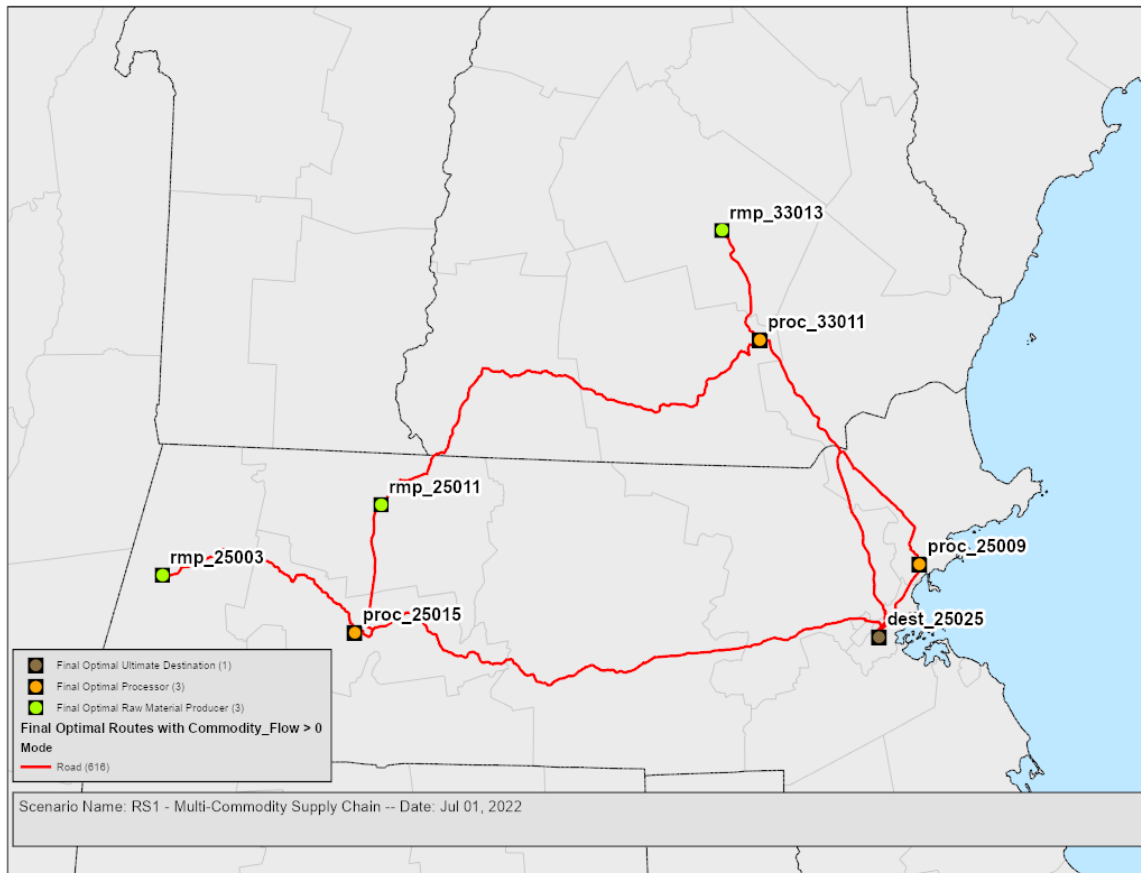 rmp_33013
proc_33011
rmp_25011
rmp_25003
proc_25009
proc_25015
dest_25025
Final Optimal Ultimate Destination (1)
Final Optimal Processor (3)
Final Optimal Raw Material Producer (3)
Final Optimal Routes with Commodity_Flow > 0
Mode
Road (616)
Scenario Name: RS1 - Multi-Commodity Supply Chain -- Date: Jul 01, 2022